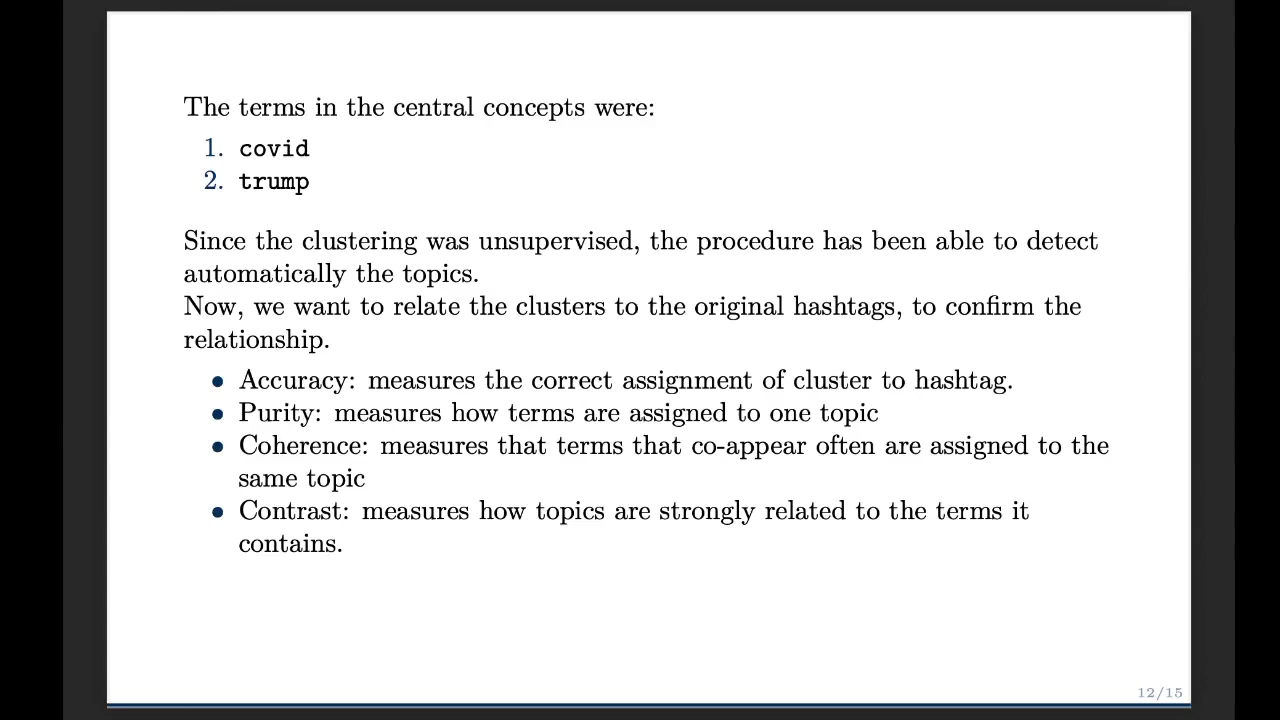 The terms in the central concepts were:
1. covid
2. trump
Since the clustering was unsupervised, the procedure has been able to detect
automatically the topics.
Now, we want to relate the clusters to the original hashtags, to confirm the
relationship.
• Accuracy: measures the correct assignment of cluster to hashtag.
• Purity: measures how terms are assigned to one topic
• Coherence: measures that terms that co-appear often are assigned to the
same topic
• Contrast: measures how topics are strongly related to the terms it
contains.
12/15